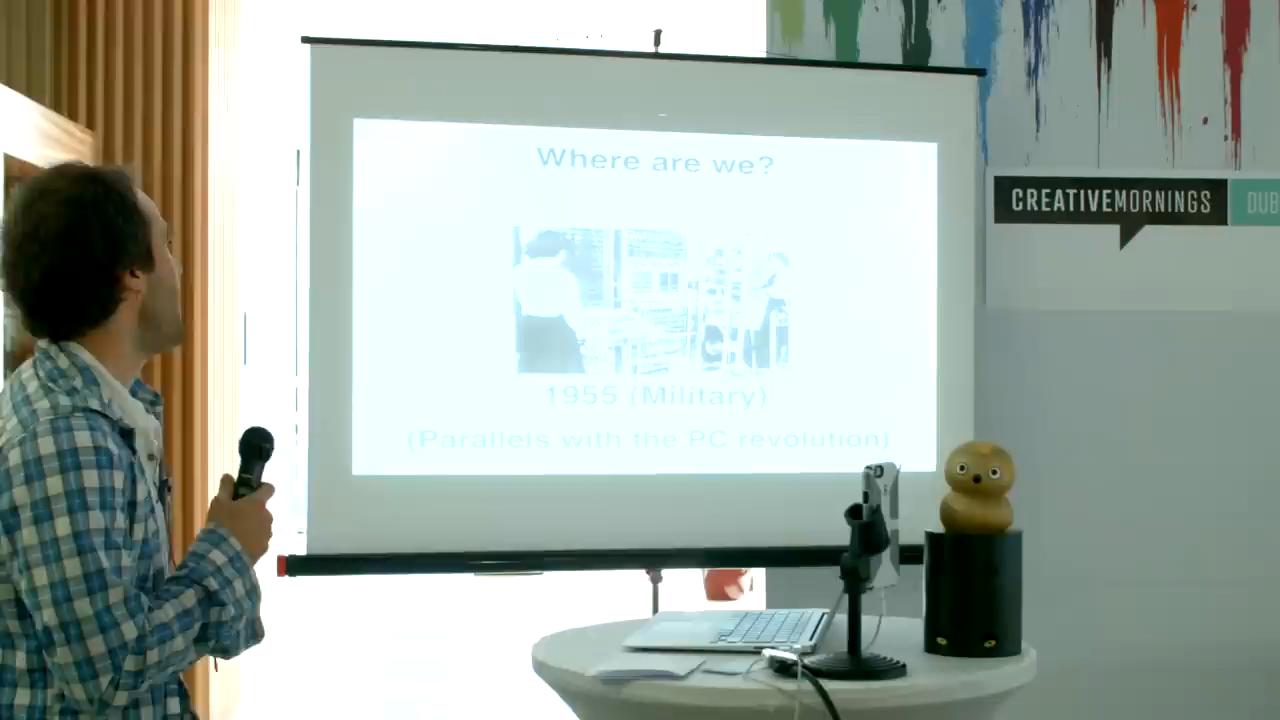 Where are we?
1955 (Military)
(Parallels with the PC revolution)
CREATIVEMORNINGS
DUB